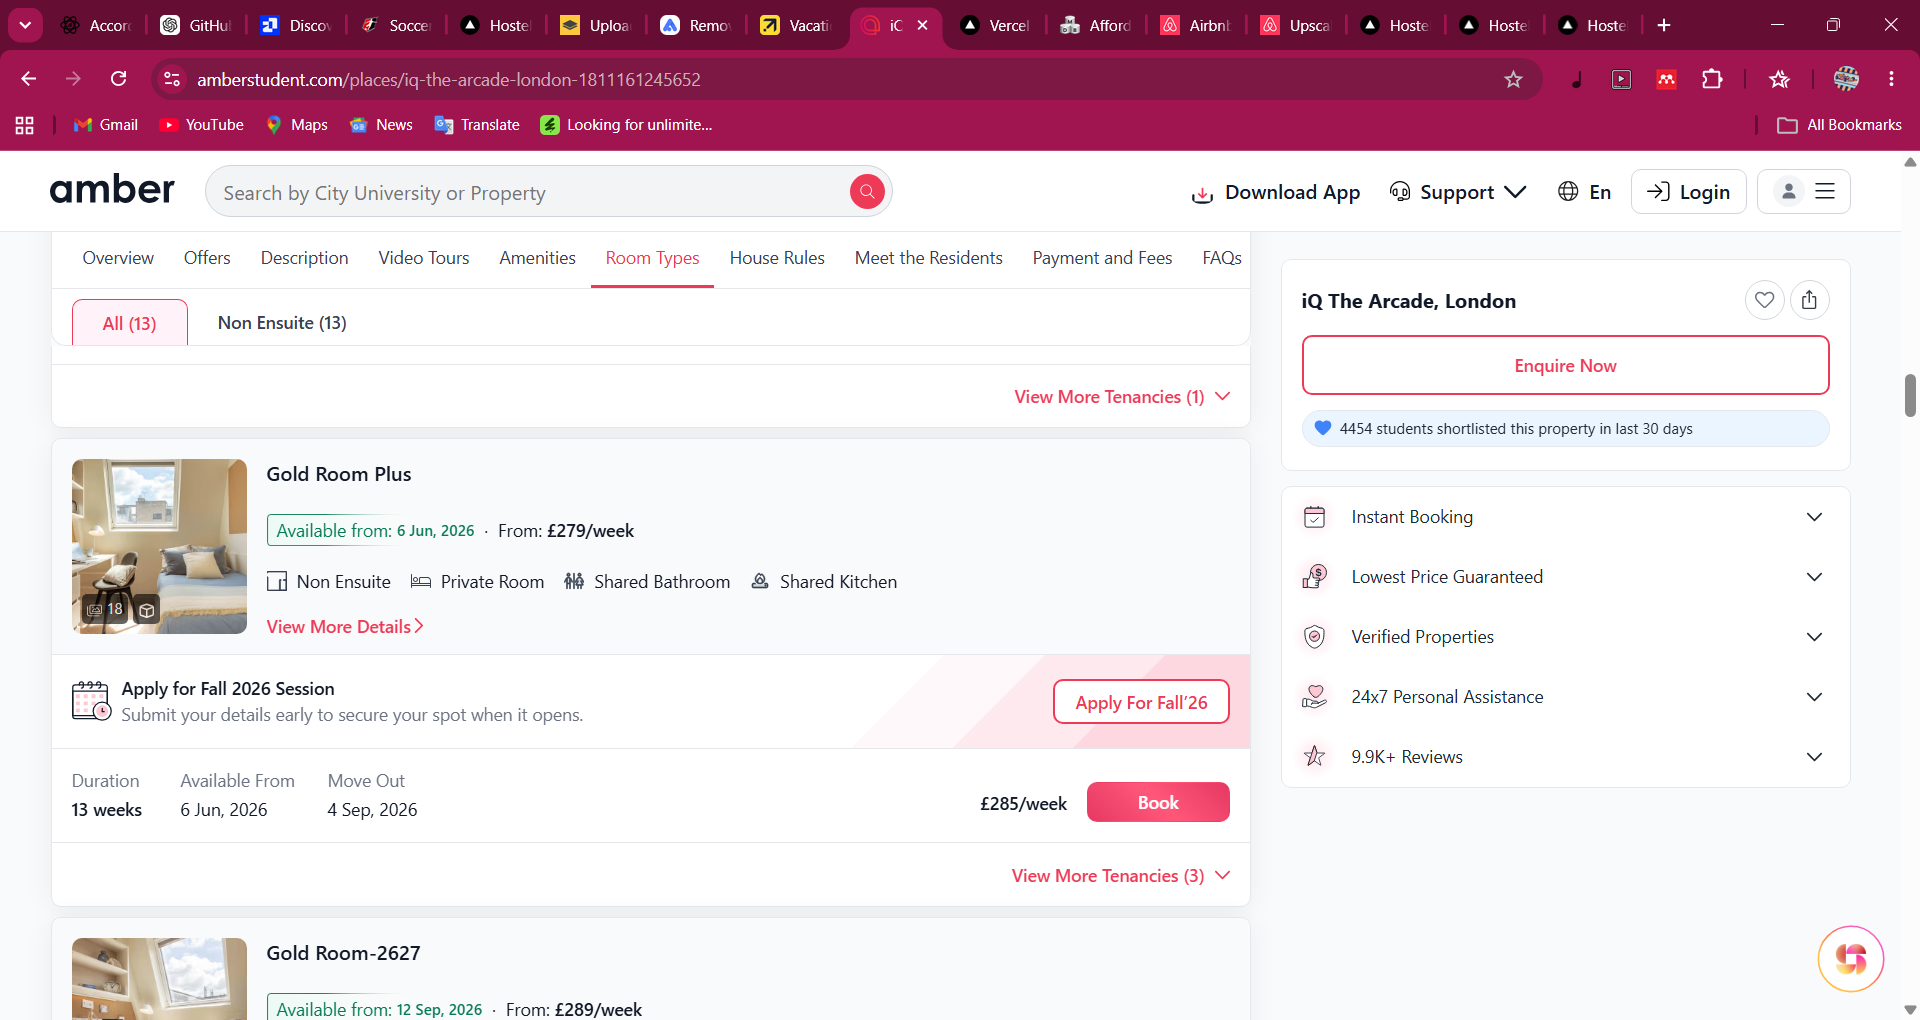 Accor
GitHu
Discov
Soccer
Hostel
Uploa
Remo
Vacati
iQ
Vercel
Afford
Airbnb
Upsca
Hostel
Hostel
Hostel
amberstudent.com/places/iq-the-arcade-london-1811161245652
Gmail
YouTube
Maps
News
Translate
Looking for unlimite...
All Bookmarks
amber
Search by City University or Property
Download App
Support
En
Login
Overview
Offers
Description
Video Tours
Amenities
Room Types
House Rules
Meet the Residents
Payment and Fees
FAQs
All (13)
Non Ensuite (13)
View More Tenancies (1)
Gold Room Plus
Available from: 6 Jun, 2026 · From: £279/week
Non Ensuite
Private Room
Shared Bathroom
Shared Kitchen
18
View More Details
Apply for Fall 2026 Session
Submit your details early to secure your spot when it opens.
Apply For Fall’26
Duration
Available From
Move Out
13 weeks
6 Jun, 2026
4 Sep, 2026
£285/week
Book
View More Tenancies (3)
Gold Room-2627
Available from: 12 Sep, 2026 · From: £289/week
iQ The Arcade, London
Enquire Now
4454 students shortlisted this property in last 30 days
Instant Booking
Lowest Price Guaranteed
Verified Properties
24x7 Personal Assistance
9.9K+ Reviews